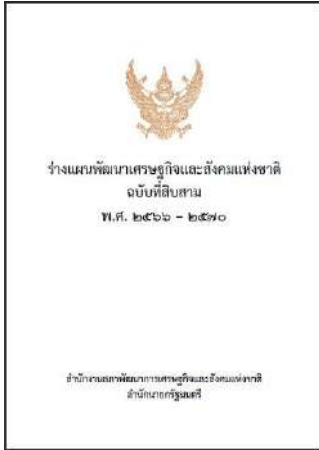 ร่างแผนพัฒนาเศรษฐกิจและสังคมแห่งชาติ
ฉบับที่สิบสาม
พ.ศ. ๒๕๖๖ - ๒๕๗๐
สำนักงานสภาพัฒนาการเศรษฐกิจและสังคมแห่งชาติ
สำนักนายกรัฐมนตรี